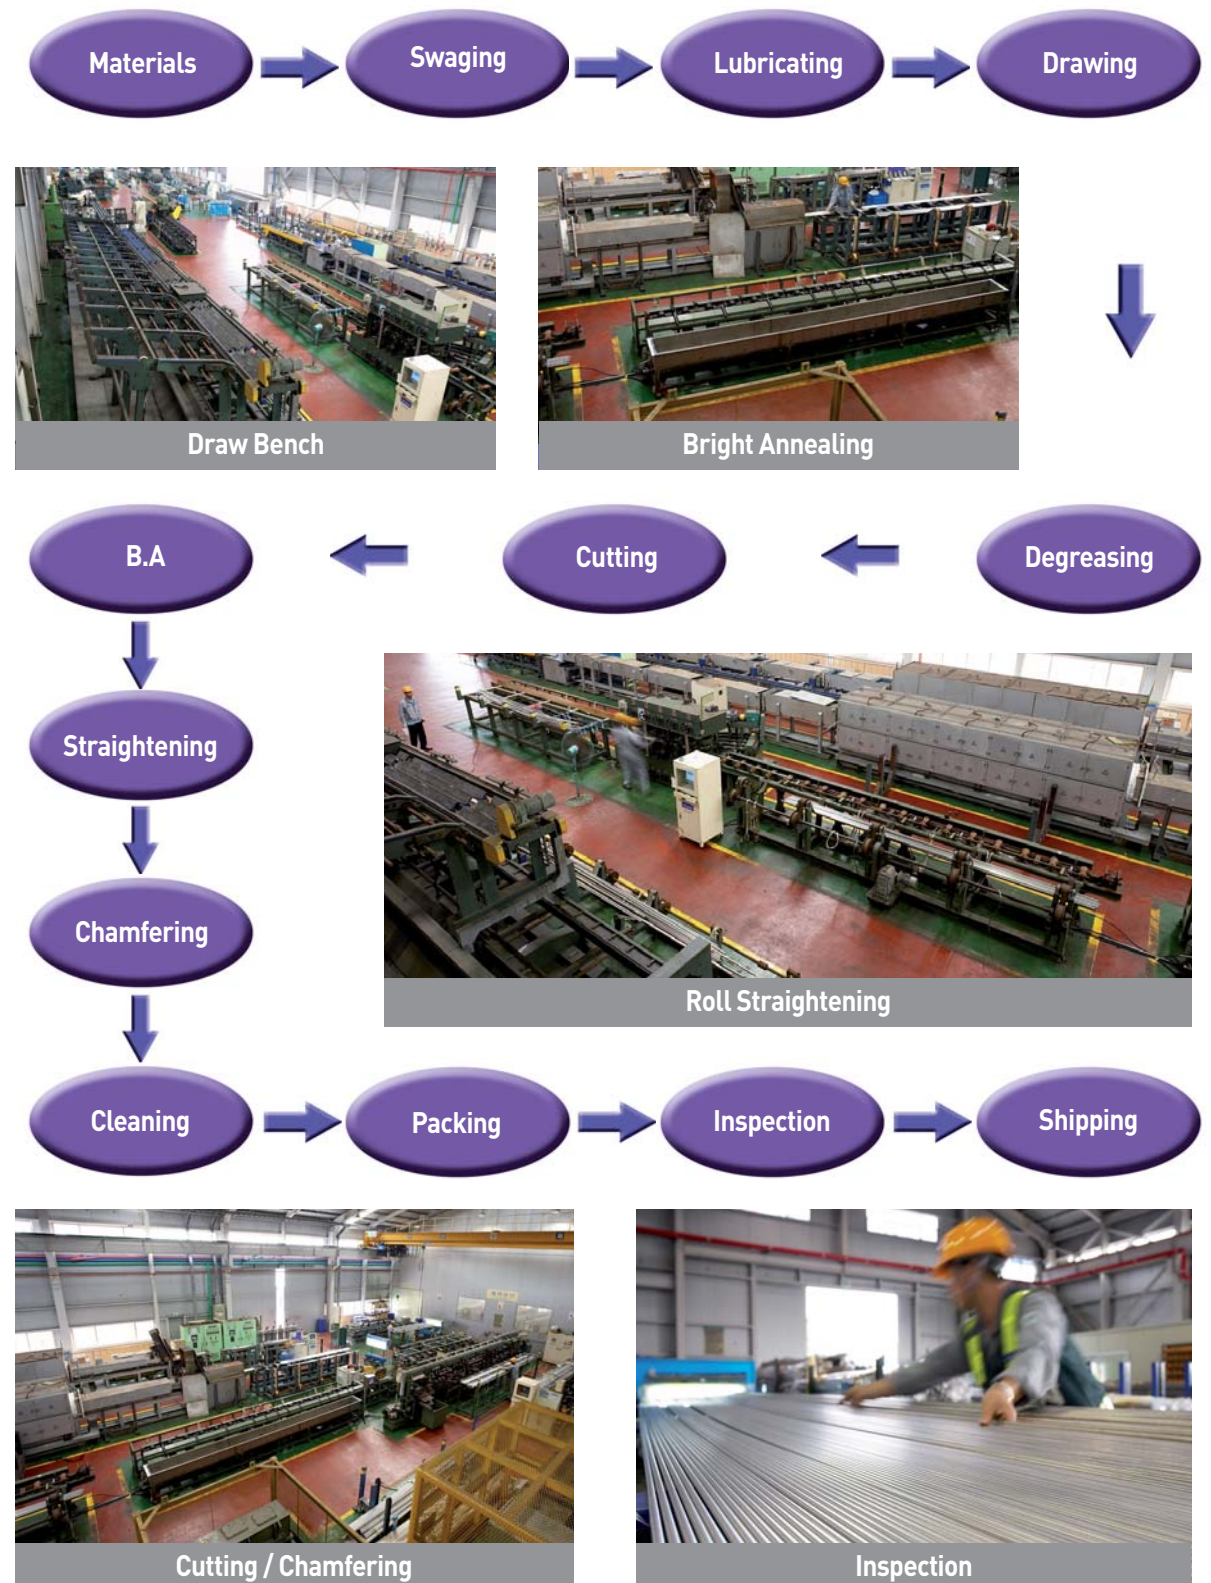 Materials
Swaging
Lubricating
Drawing
Draw Bench
Bright Annealing
B.A
Cutting
Degreasing
Straightening
Chamfering
Roll Straightening
Cleaning
Packing
Inspection
Shipping
Cutting / Chamfering
Inspection